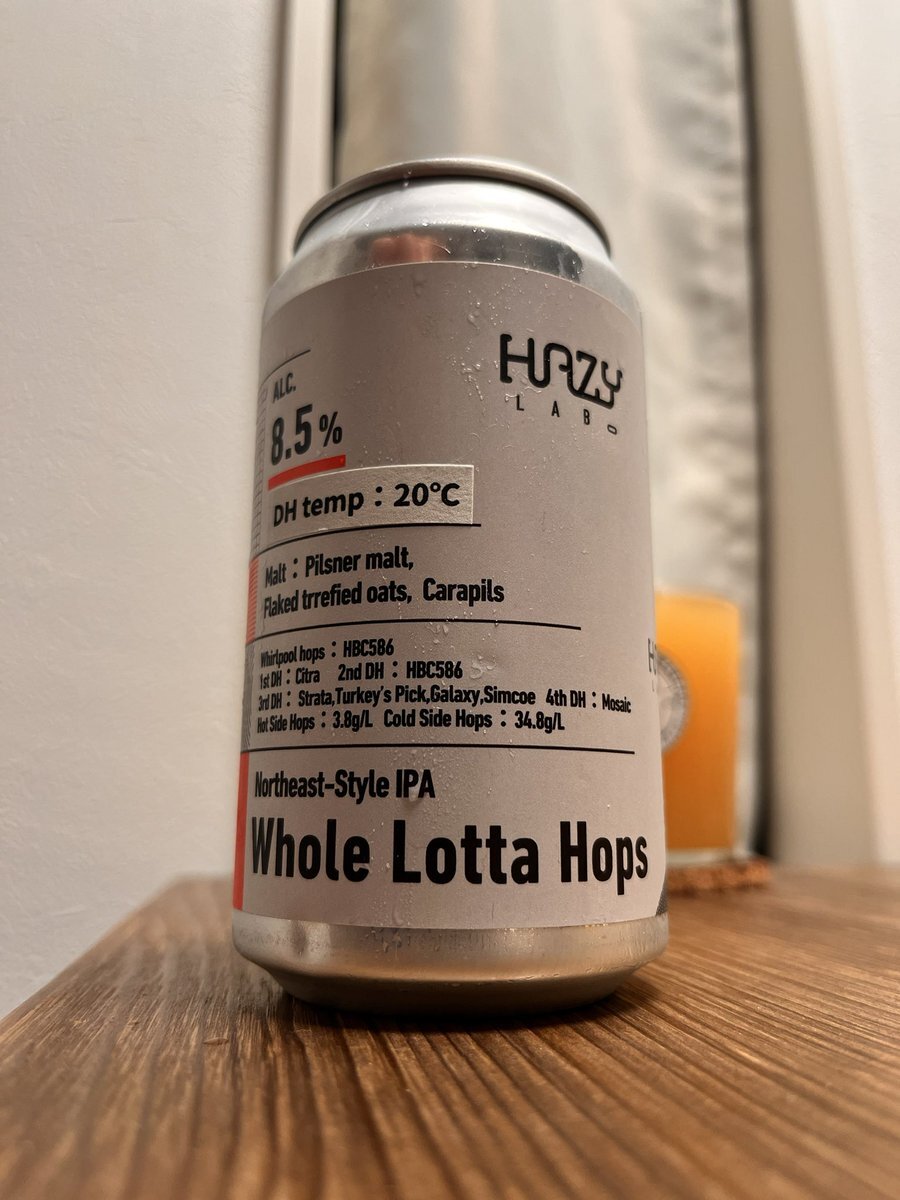 HAZY
LABO
ALC.
8.5%
DH temp：20℃
Malt：Pilsner malt,
Flaked trrefied oats, Carapils
Whirlpool hops：HBC586
1st DH：Citra 2nd DH：HBC586
3rd DH：Strata,Turkey's Pick,Galaxy,Simcoe 4th DH：Mosaic
Hot Side Hops：3.8g/L Cold Side Hops：34.8g/L
Northeast-Style IPA
Whole Lotta Hops